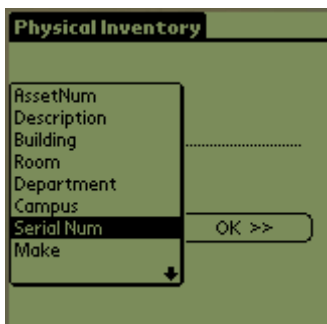 Physical Inventory
AssetNum
Description
Building
Room
Department
Campus
Serial Num
OK >>
Make